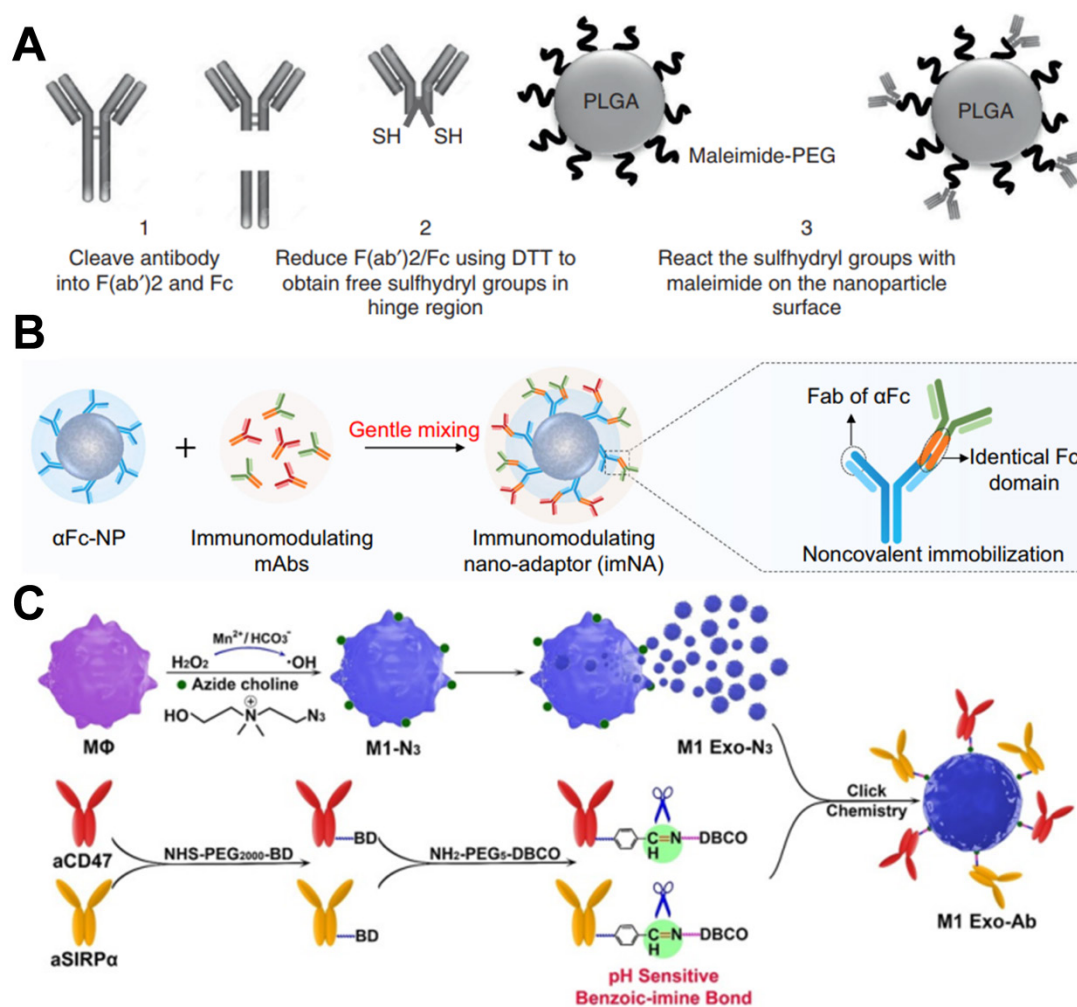 A
SH SH
PLGA
Maleimide-PEG
PLGA
1
Cleave antibody
into F(ab′)2 and Fc
2
Reduce F(ab′)2/Fc using DTT to
obtain free sulfhydryl groups in
hinge region
3
React the sulfhydryl groups with
maleimide on the nanoparticle
surface
B
αFc-NP
+
Immunomodulating
mAbs
Gentle mixing
Immunomodulating
nano-adaptor (imNA)
Fab of αFc
Identical Fc
domain
Noncovalent immobilization
C
MΦ
Mn²⁺/HCO₃⁻
H₂O₂ ·OH
Azide choline
HO N ⊕ N₃
M1-N₃
M1 Exo-N₃
aCD47
aSIRPα
NHS-PEG₂₀₀₀-BD
BD
BD
NH₂-PEG₅-DBCO
C=N DBCO
H
C=N DBCO
H
pH Sensitive
Benzoic-imine Bond
Click
Chemistry
M1 Exo-Ab